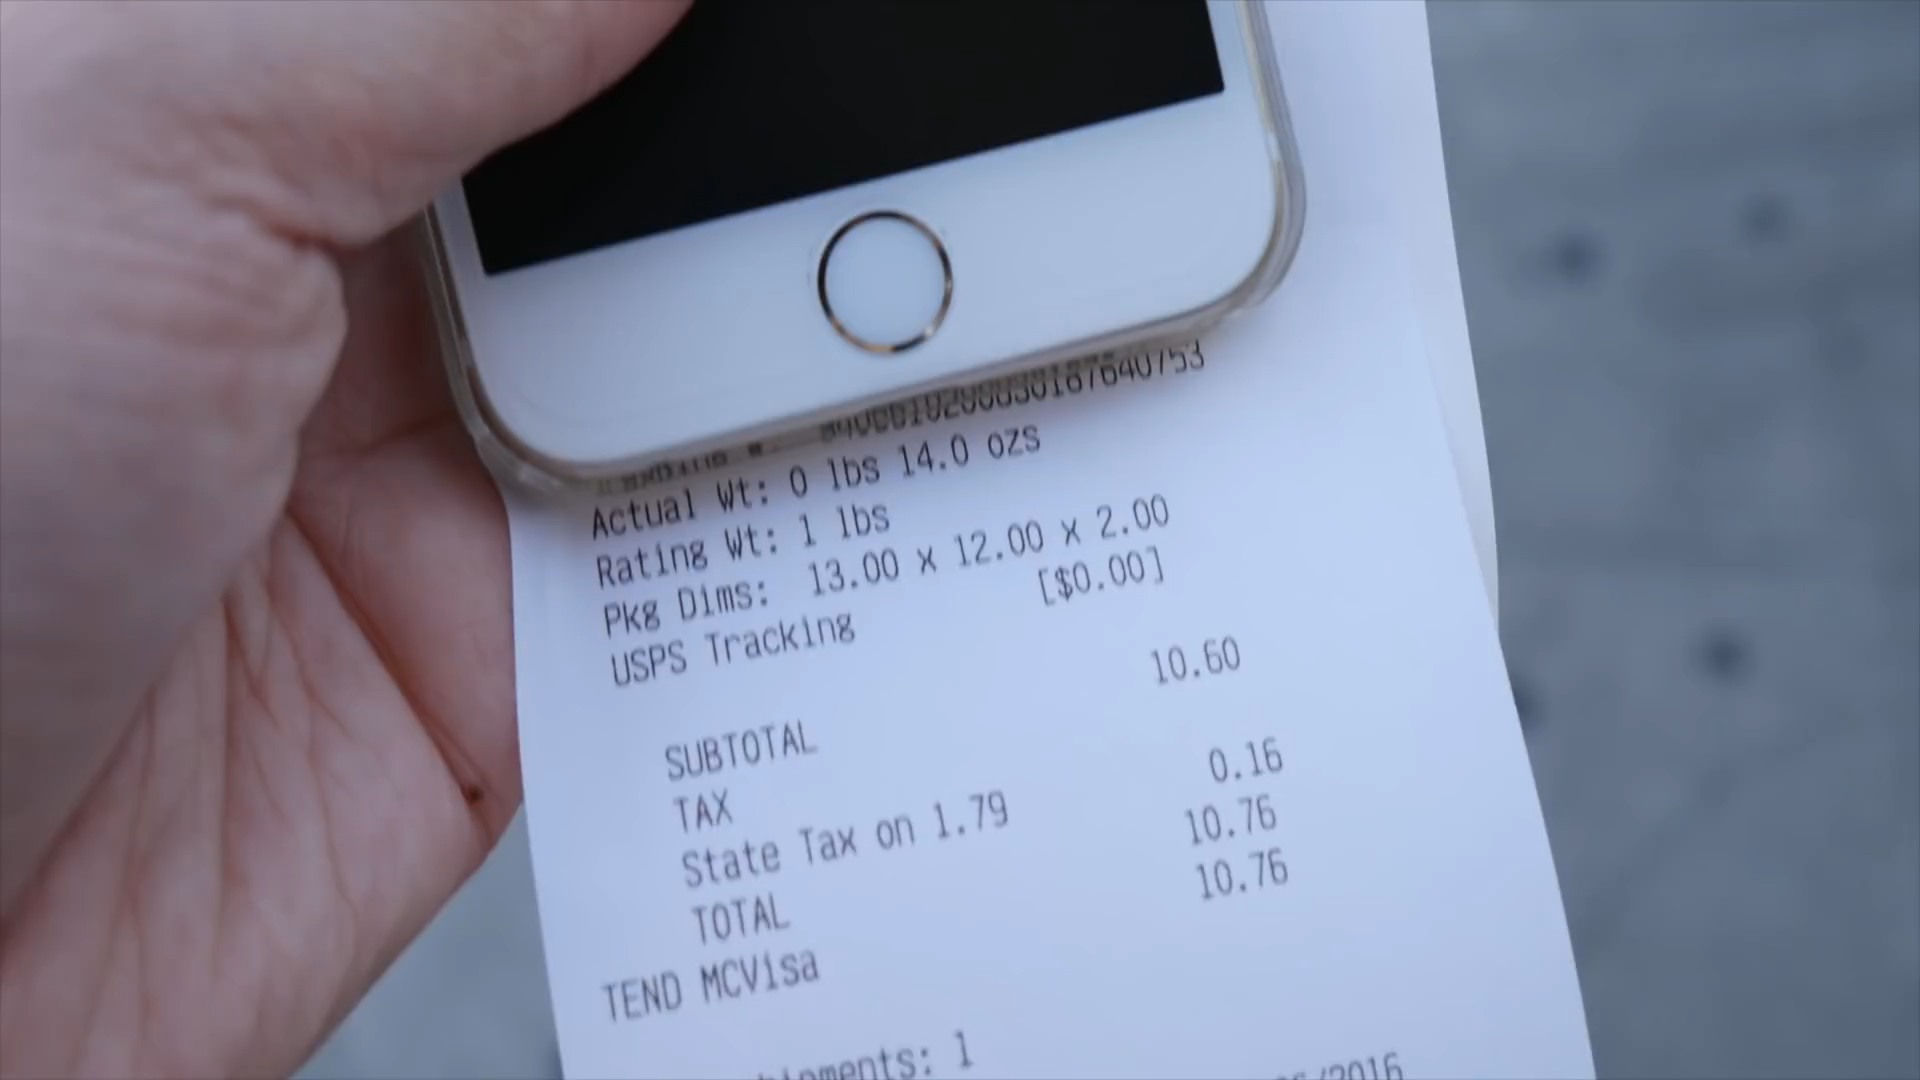 Actual Wt: 0 lbs 14.0 ozs
Rating Wt: 1 lbs
Pkg Dims: 13.00 x 12.00 x 2.00
USPS Tracking [$0.00]
SUBTOTAL 10.60
TAX
State Tax on 1.79 0.16
TOTAL 10.76
TEND MCVisa 10.76
: 1
/2016